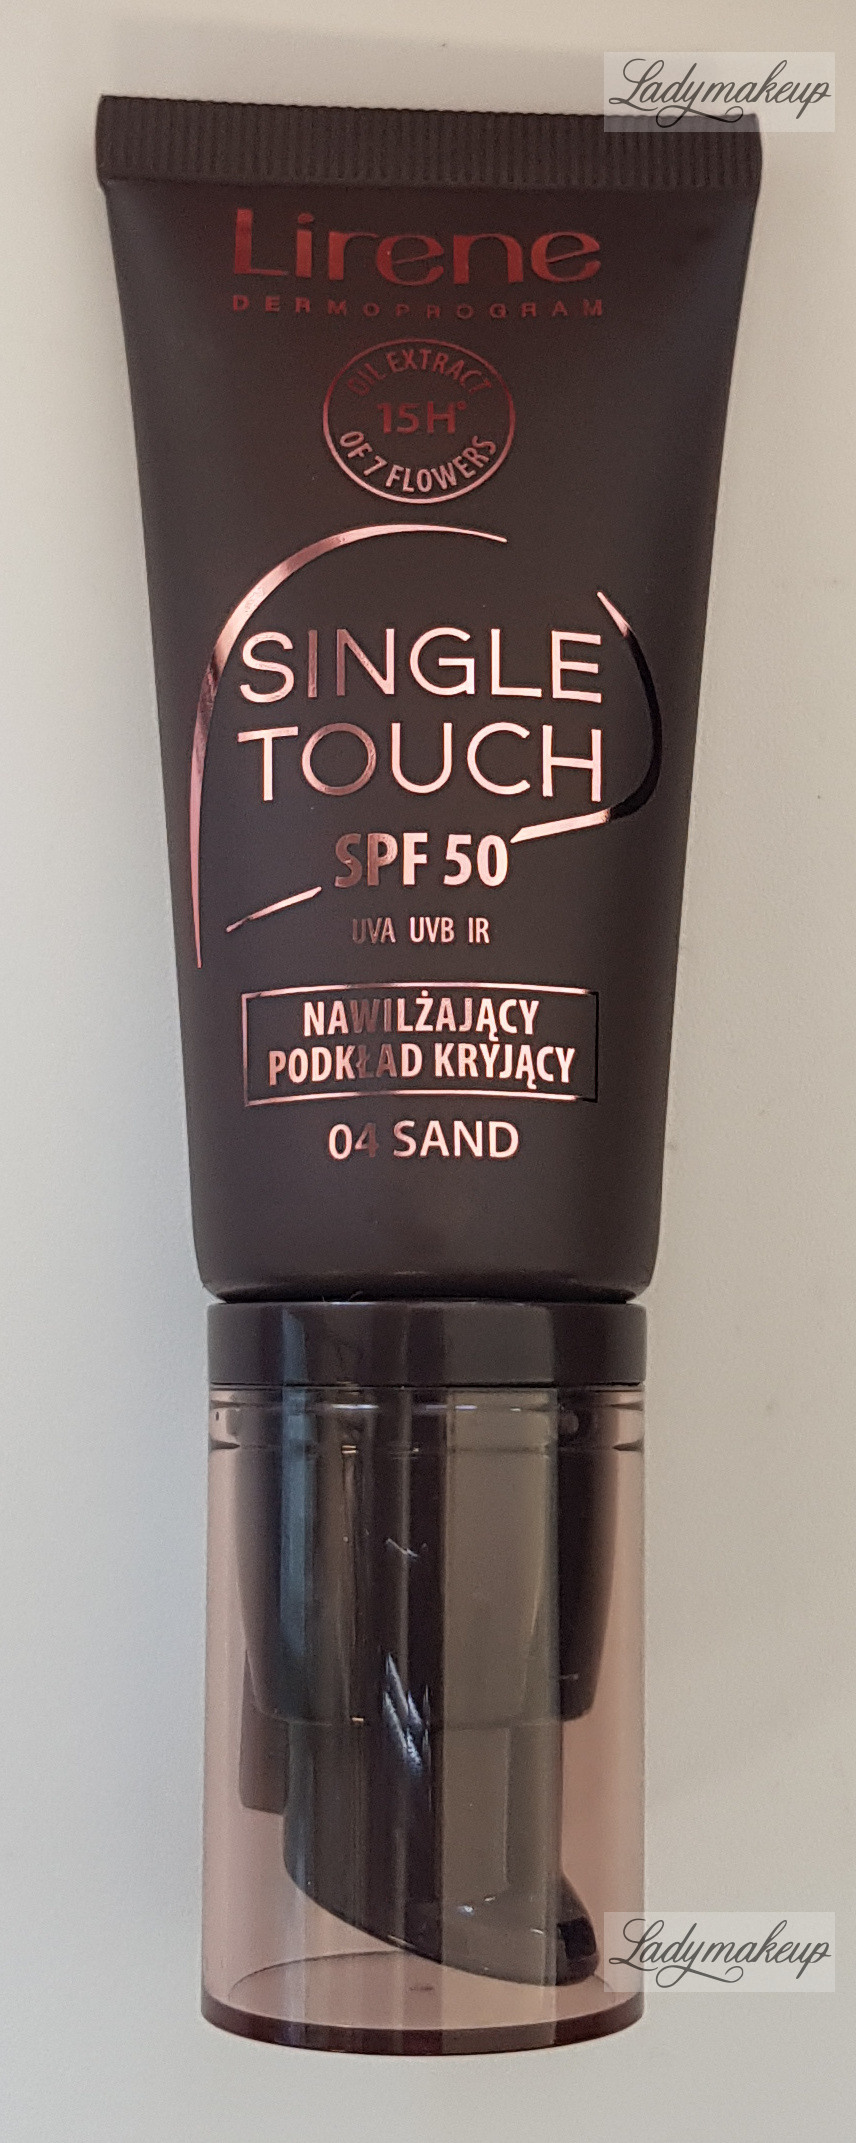 Ladymakeup
Lirene
DERMOPROGRAM
OIL EXTRACT
15H°
OF 7 FLOWERS
SINGLE
TOUCH
SPF 50
UVA UVB IR
NAWILŻAJĄCY
PODKŁAD KRYJĄCY
04 SAND
Ladymakeup